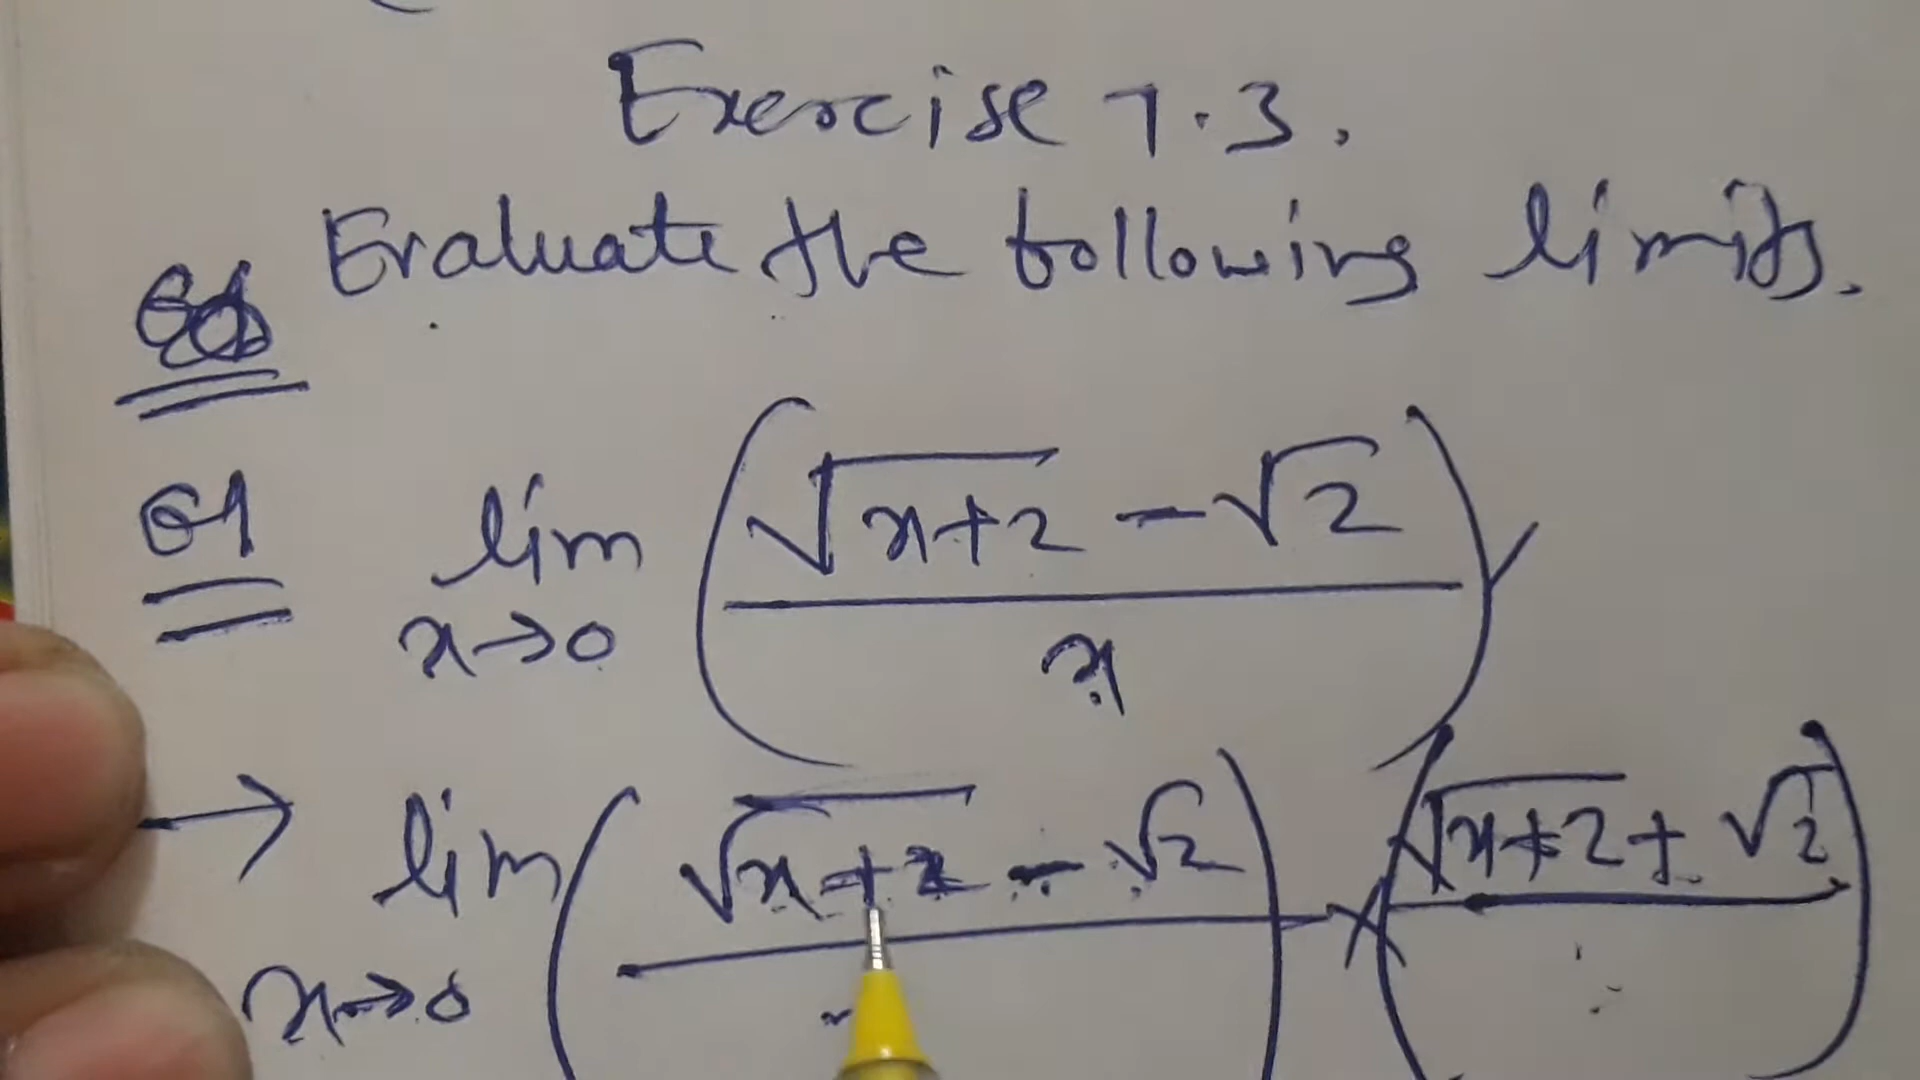 Exercise 7.3.
Evaluate the following limits.
Q1 lim x→0 (√(x+2) - √2 / x)
→ lim x→0 (√(x+2) - √2 / ) × (√(x+2) + √2 / )